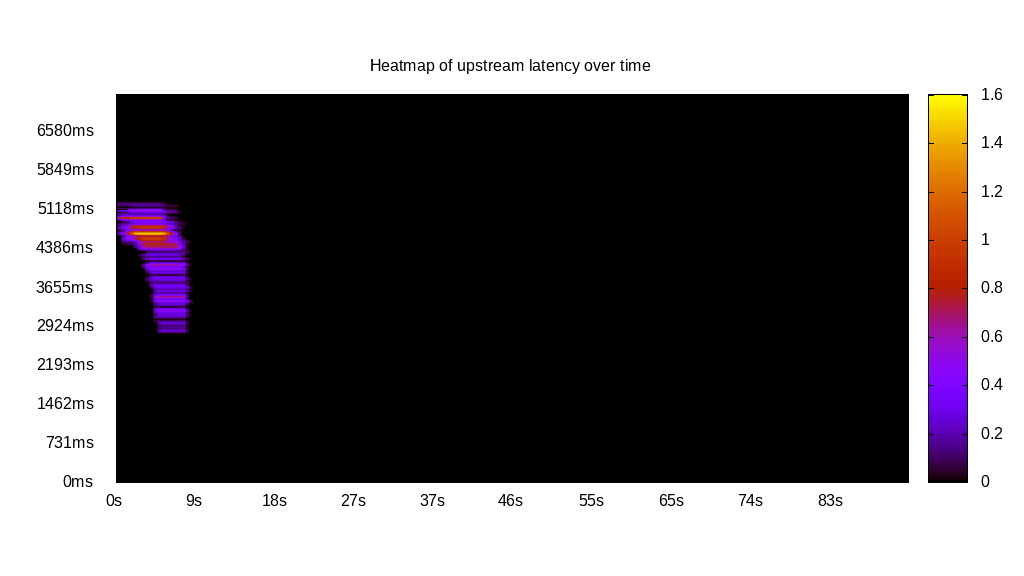 Heatmap of upstream latency over time
6580ms
5849ms
5118ms
4386ms
3655ms
2924ms
2193ms
1462ms
731ms
0ms
0s 9s 18s 27s 37s 46s 55s 65s 74s 83s
1.6
1.4
1.2
1
0.8
0.6
0.4
0.2
0